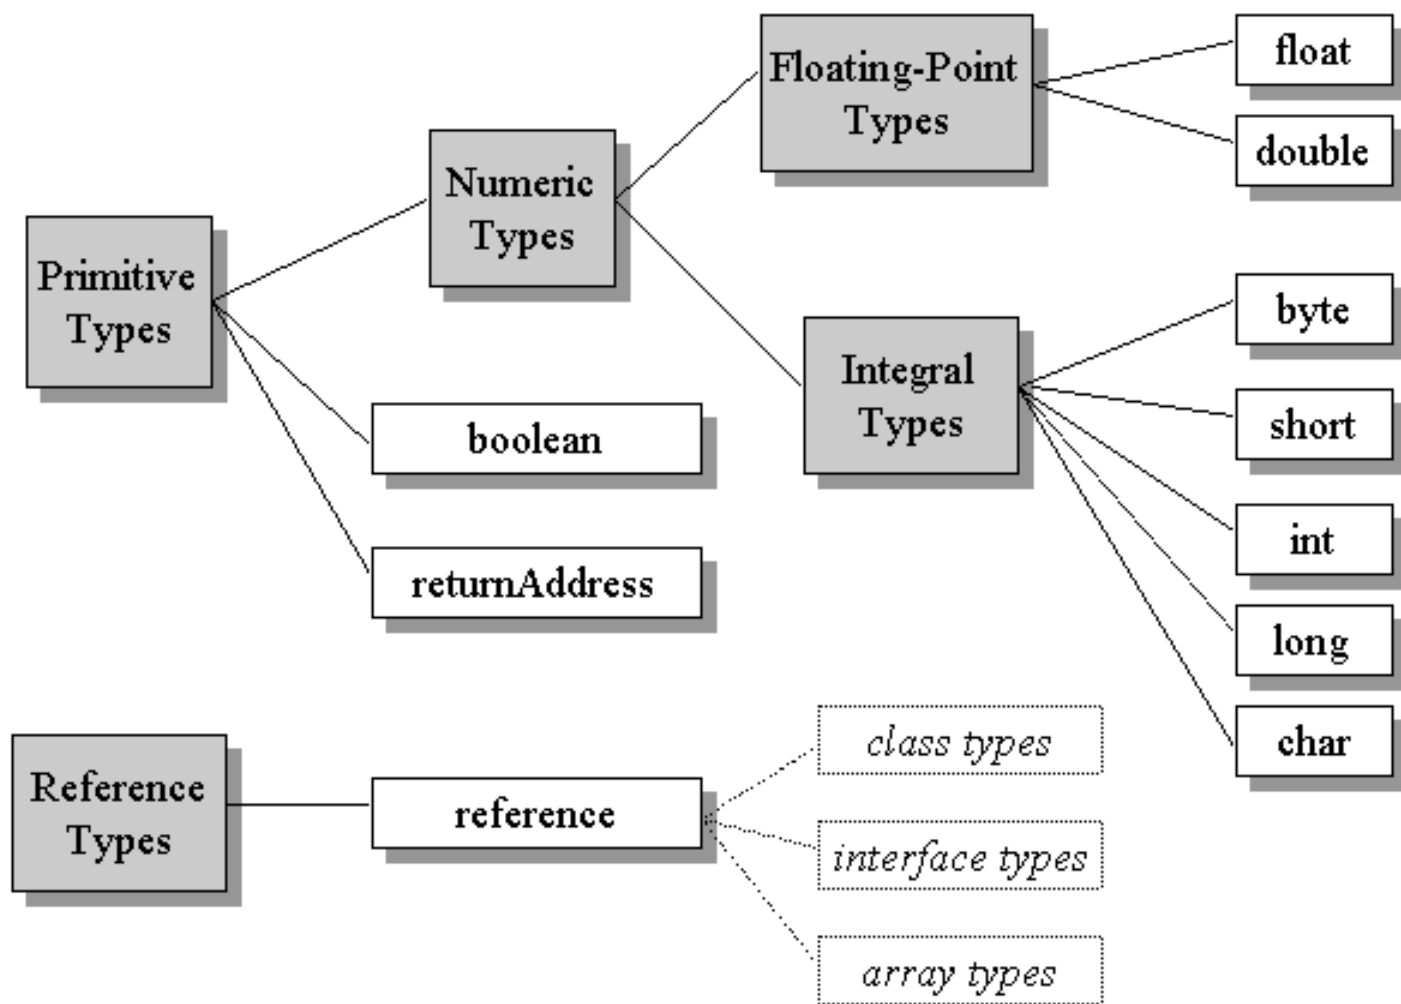 Floating-Point
Types
float
double
Numeric
Types
Primitive
Types
byte
Integral
Types
short
boolean
int
returnAddress
long
char
class types
Reference
Types
reference
interface types
array types